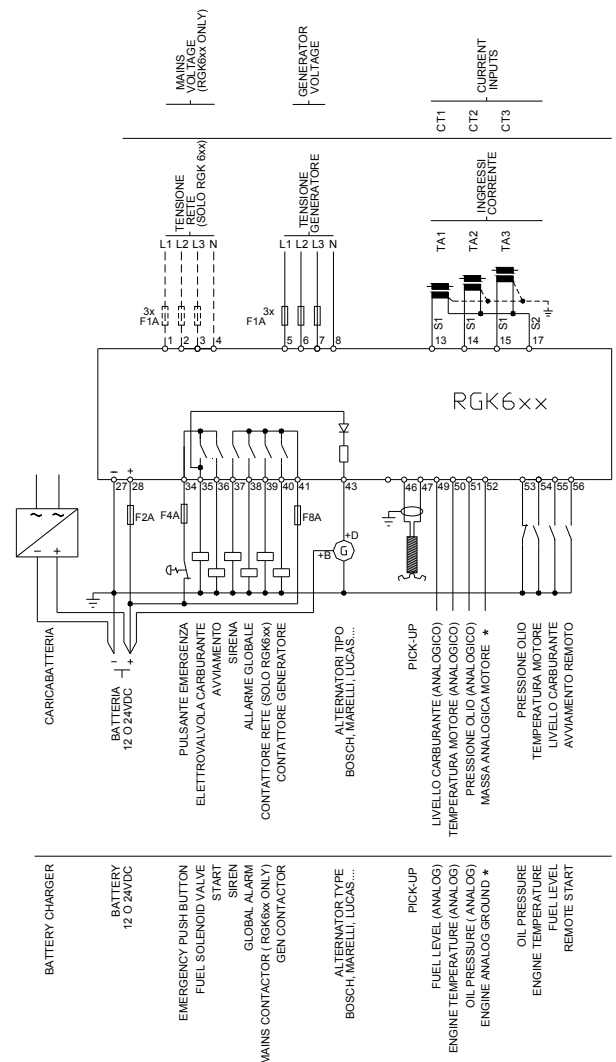 MAINS
VOLTAGE
(RGK6xx ONLY)
GENERATOR
VOLTAGE
CURRENT
INPUTS
CT1
CT2
CT3
TENSIONE
RETE
(SOLO RGK 6xx)
TENSIONE
GENERATORE
INGRESSI
CORRENTE
L1
L2
L3
N
L1
L2
L3
N
TA1
TA2
TA3
3x
F1A
3x
F1A
S1
S1
S1
S2
1
2
3
4
5
6
7
8
13
14
15
17
RGK6xx
− +
27
28
34
35
36
37
38
39
40
41
43
46
47
49
50
51
52
53
54
55
56
~ ~
− +
F2A
F4A
F8A
+D
+B
G
− +
CARICABATTERIA
BATTERIA
12 O 24VDC
PULSANTE EMERGENZA
ELETTROVALVOLA CARBURANTE
AVVIAMENTO
SIRENA
ALLARME GLOBALE
CONTATTORE RETE (SOLO RGK6xx)
CONTATTORE GENERATORE
ALTERNATORI TIPO
BOSCH, MARELLI, LUCAS....
PICK-UP
LIVELLO CARBURANTE (ANALOGICO)
TEMPERATURA MOTORE (ANALOGICO)
PRESSIONE OLIO (ANALOGICO)
MASSA ANALOGICA MOTORE *
PRESSIONE OLIO
TEMPERATURA MOTORE
LIVELLO CARBURANTE
AVVIAMENTO REMOTO
BATTERY CHARGER
BATTERY
12 O 24VDC
EMERGENCY PUSH BUTTON
FUEL SOLENOID VALVE
START
SIREN
GLOBAL ALARM
MAINS CONTACTOR ( RGK6xx ONLY)
GEN CONTACTOR
ALTERNATOR TYPE
BOSCH, MARELLI, LUCAS....
PICK-UP
FUEL LEVEL (ANALOG)
ENGINE TEMPERATURE (ANALOG)
OIL PRESSURE ( ANALOG)
ENGINE ANALOG GROUND *
OIL PRESSURE
ENGINE TEMPERATURE
FUEL LEVEL
REMOTE START